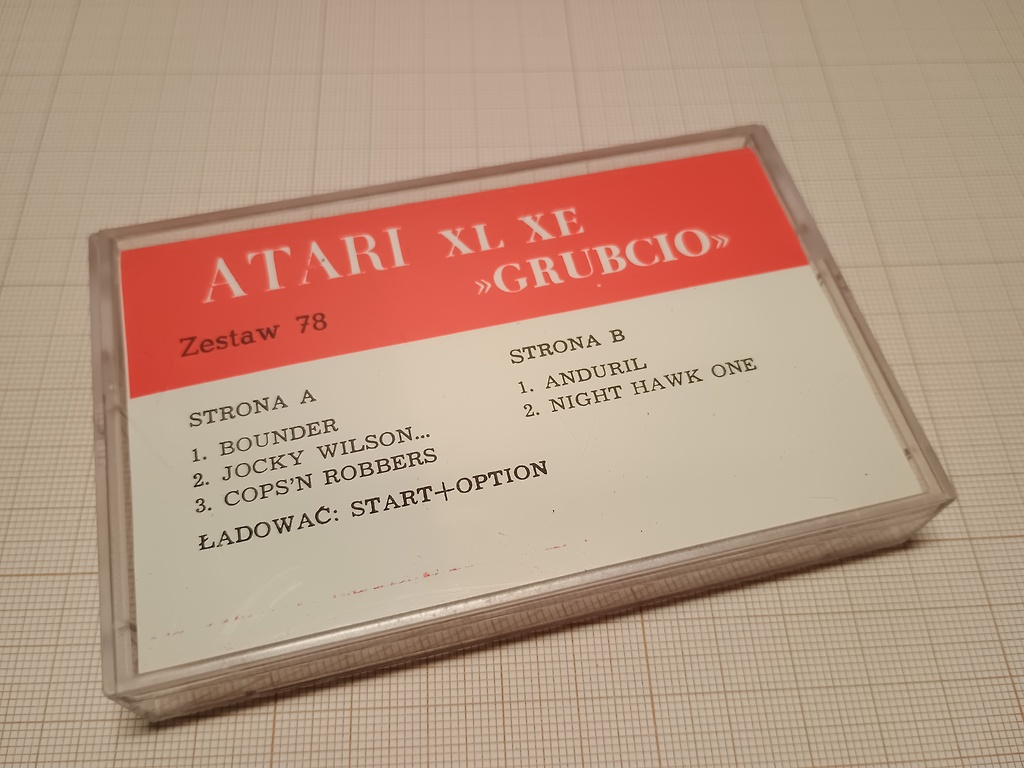 ATARI XL XE
»GRUBCIO»
Zestaw 78
STRONA A
1. BOUNDER
2. JOCKY WILSON...
3. COPS'N ROBBERS
ŁADOWAĆ: START+OPTION
STRONA B
1. ANDURIL
2. NIGHT HAWK ONE